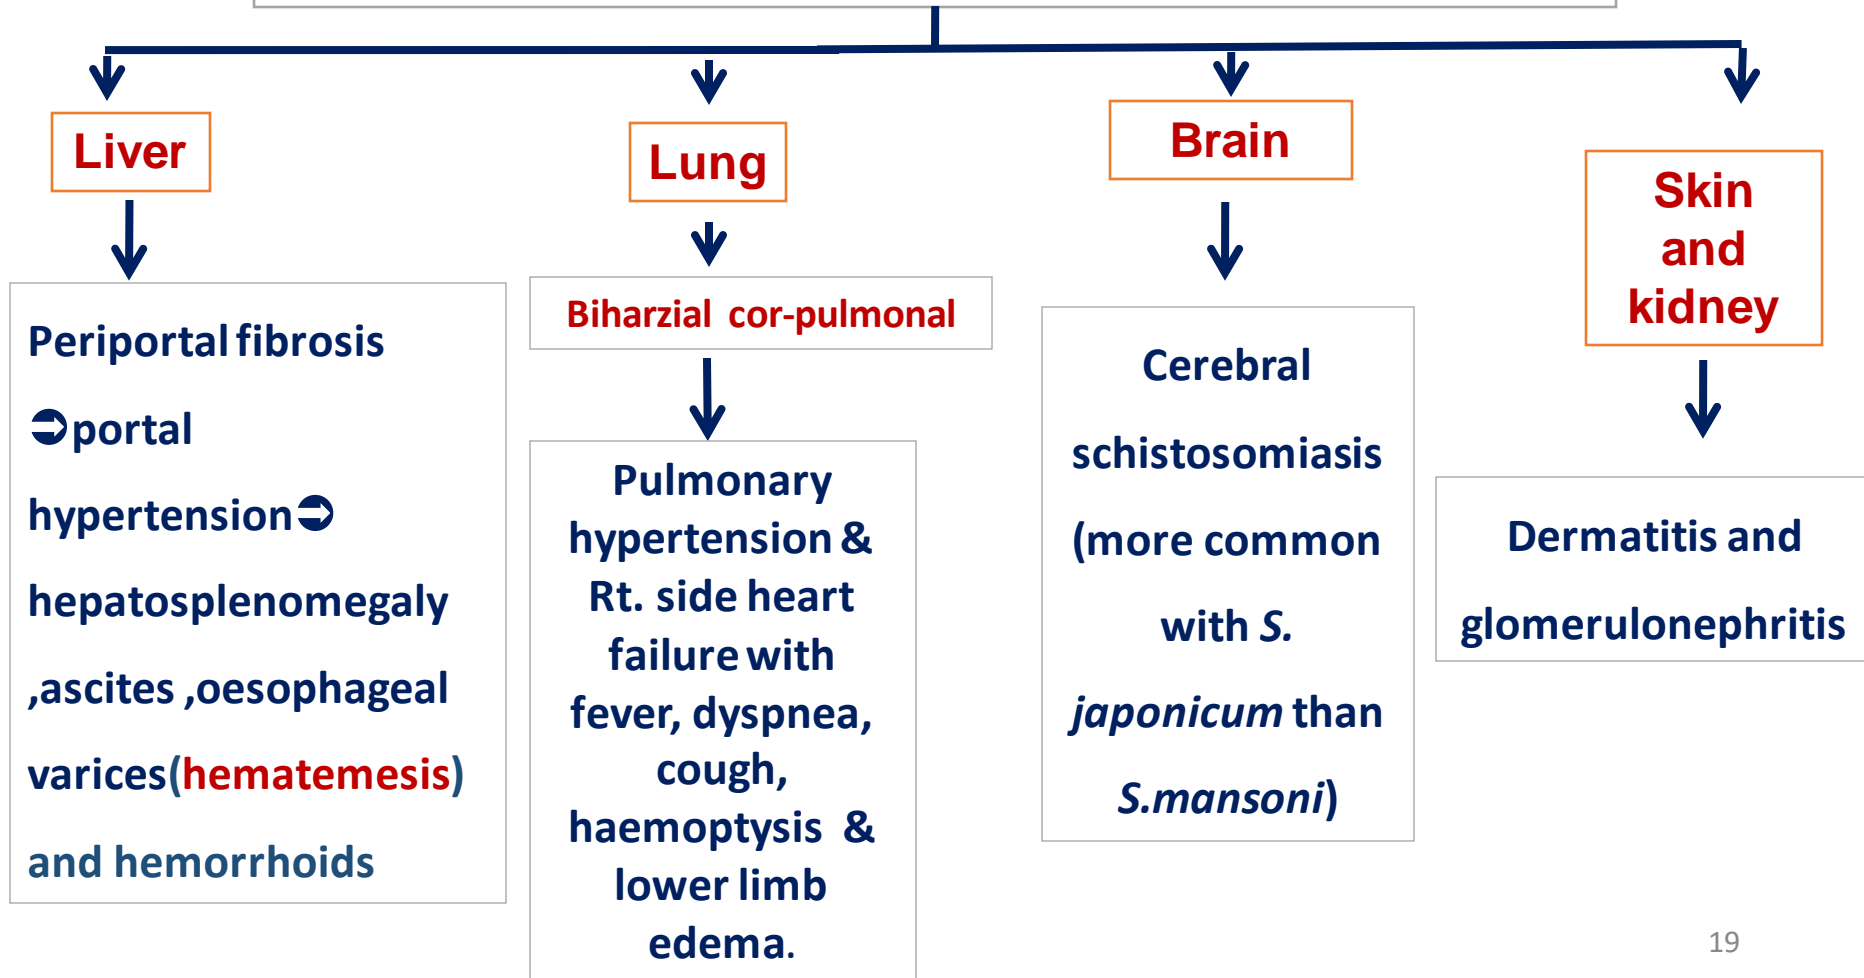 Liver
Periportal fibrosis
➲portal
hypertension➲
hepatosplenomegaly
,ascites ,oesophageal
varices(hematemesis)
and hemorrhoids
Lung
Biharzial cor-pulmonal
Pulmonary
hypertension &
Rt. side heart
failure with
fever, dyspnea,
cough,
haemoptysis &
lower limb
edema.
Brain
Cerebral
schistosomiasis
(more common
with S.
japonicum than
S.mansoni)
Skin
and
kidney
Dermatitis and
glomerulonephritis
19